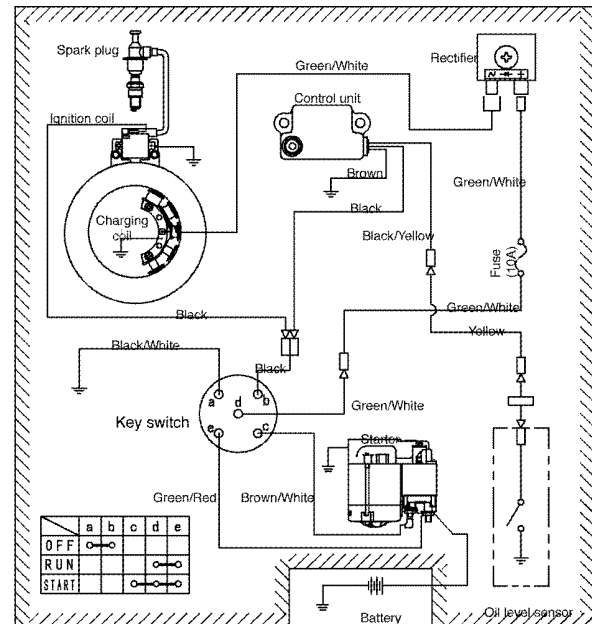 Spark plug
Green/White
Rectifier
Control unit
Ignition coil
Brown
Green/White
Black
Charging
coil
Black/Yellow
Fuse
(10A)
Green/White
Black
Yellow
Black/White
Black
a
b
d
Green/White
Key switch
e
c
Starter
Green/Red
Brown/White
a b c d e
OFF
RUN
START
Battery
Oil level sensor